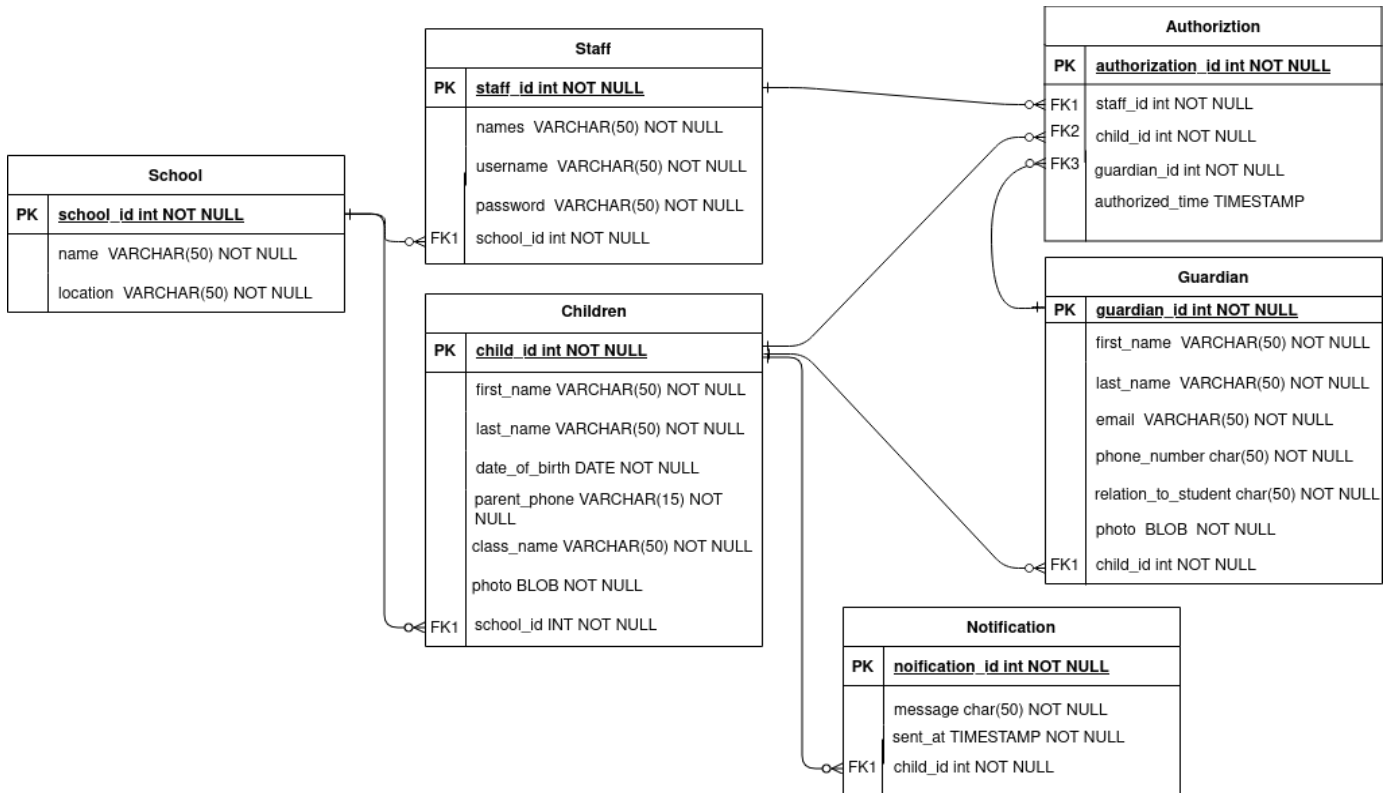 School
PK school_id int NOT NULL
name VARCHAR(50) NOT NULL
location VARCHAR(50) NOT NULL
Staff
PK staff_id int NOT NULL
names VARCHAR(50) NOT NULL
username VARCHAR(50) NOT NULL
password VARCHAR(50) NOT NULL
FK1 school_id int NOT NULL
Children
PK child_id int NOT NULL
first_name VARCHAR(50) NOT NULL
last_name VARCHAR(50) NOT NULL
date_of_birth DATE NOT NULL
parent_phone VARCHAR(15) NOT
NULL
class_name VARCHAR(50) NOT NULL
photo BLOB NOT NULL
FK1 school_id INT NOT NULL
Authoriztion
PK authorization_id int NOT NULL
FK1 staff_id int NOT NULL
FK2 child_id int NOT NULL
FK3 guardian_id int NOT NULL
authorized_time TIMESTAMP
Guardian
PK guardian_id int NOT NULL
first_name VARCHAR(50) NOT NULL
last_name VARCHAR(50) NOT NULL
email VARCHAR(50) NOT NULL
phone_number char(50) NOT NULL
relation_to_student char(50) NOT NULL
photo BLOB NOT NULL
FK1 child_id int NOT NULL
Notification
PK noification_id int NOT NULL
message char(50) NOT NULL
sent_at TIMESTAMP NOT NULL
FK1 child_id int NOT NULL